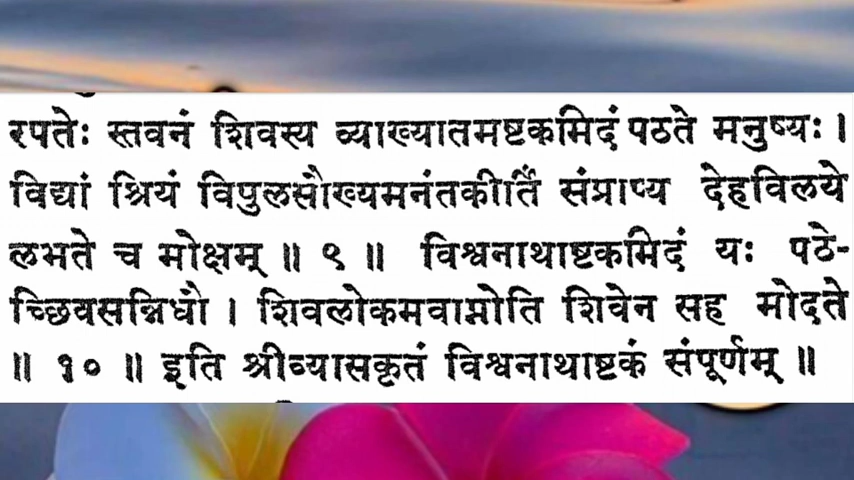 रपतेः स्तवनं शिवस्य व्याख्यातमष्टकमिदं पठते मनुष्यः ।
विद्यां श्रियं विपुलसौख्यमनंतकीर्तिं संप्राप्य देहविलये
लभते च मोक्षम् ॥ ९ ॥ विश्वनाथाष्टकमिदं यः पठे-
च्छिवसन्निधौ । शिवलोकमवाप्नोति शिवेन सह मोदते
॥ १० ॥ इति श्रीव्यासकृतं विश्वनाथाष्टकं संपूर्णम् ॥